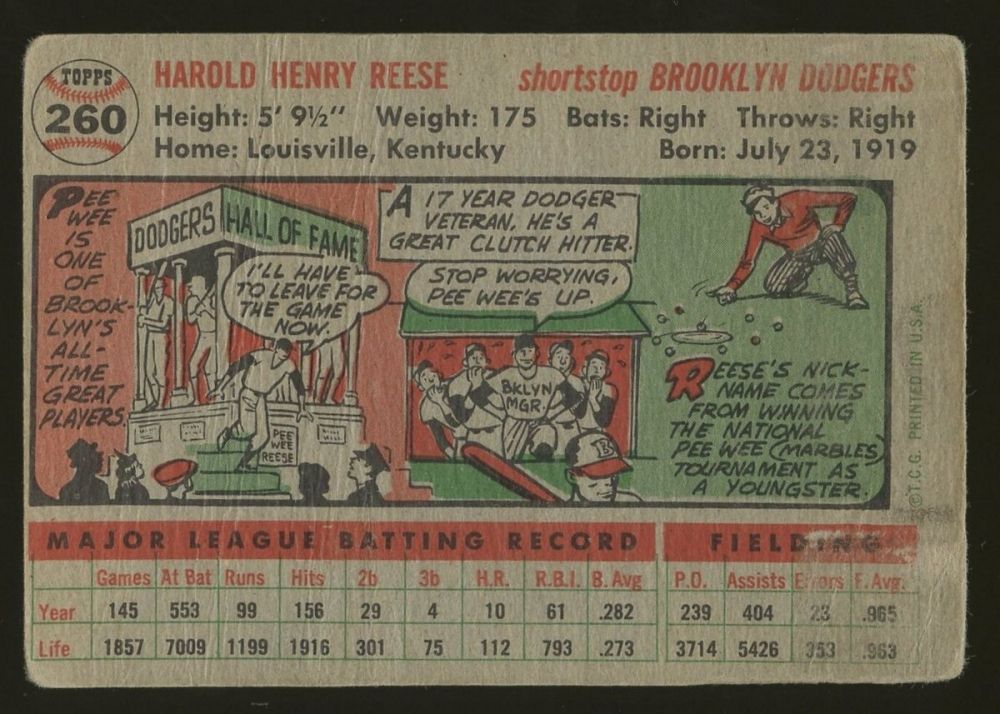 TOPPS
260
HAROLD HENRY REESE shortstop BROOKLYN DODGERS
Height: 5' 9½" Weight: 175 Bats: Right Throws: Right
Home: Louisville, Kentucky Born: July 23, 1919
PEE
WEE
IS
ONE
OF
BROOK-
LYN'S
ALL-
TIME
GREAT
PLAYERS.
DODGERS HALL OF FAME
I'LL HAVE
TO LEAVE FOR
THE GAME
NOW.
PEE
WEE
REESE
A 17 YEAR DODGER
VETERAN, HE'S A
GREAT CLUTCH HITTER.
STOP WORRYING,
PEE WEE'S UP.
BKLYN
MGR.
B
REESE'S NICK-
NAME COMES
FROM WINNING
THE NATIONAL
PEE WEE (MARBLES)
TOURNAMENT AS
A YOUNGSTER.
©T.C.G. PRINTED IN U.S.A.
MAJOR LEAGUE BATTING RECORD FIELDING
Games At Bat Runs Hits 2b 3b H.R. R.B.I. B. Avg P.O. Assists Errors F. Avg.
Year 145 553 99 156 29 4 10 61 .282 239 404 23 .965
Life 1857 7009 1199 1916 301 75 112 793 .273 3714 5426 353 .963